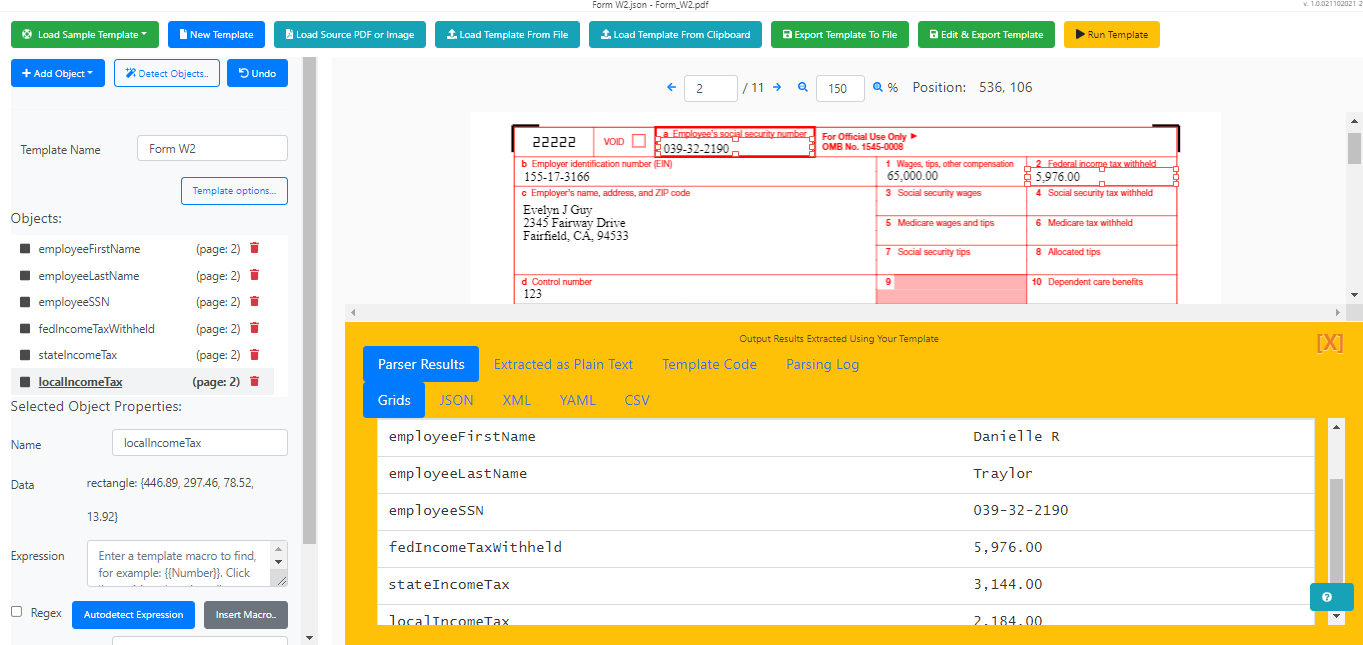 Form W2.json - Form_W2.pdf
v. 1.0.021102021-2
Load Sample Template
New Template
Load Source PDF or Image
Load Template From File
Load Template From Clipboard
Export Template To File
Edit & Export Template
Run Template
Add Object
Detect Objects..
Undo
2 / 11
150 %
Position: 536, 106
Template Name
Form W2
Template options...
Objects:
employeeFirstName (page: 2)
employeeLastName (page: 2)
employeeSSN (page: 2)
fedIncomeTaxWithheld (page: 2)
stateIncomeTax (page: 2)
localIncomeTax (page: 2)
Selected Object Properties:
Name
localIncomeTax
Data
rectangle: {446.89, 297.46, 78.52,
13.92}
Expression
Enter a template macro to find,
for example: {{Number}}. Click
Regex
Autodetect Expression
Insert Macro..
22222
VOID
a Employee's social security number
039-32-2190
For Official Use Only
OMB No. 1545-0008
b Employer identification number (EIN)
155-17-3166
1 Wages, tips, other compensation
65,000.00
2 Federal income tax withheld
5,976.00
c Employer's name, address, and ZIP code
Evelyn J Guy
2345 Fairway Drive
Fairfield, CA, 94533
3 Social security wages
4 Social security tax withheld
5 Medicare wages and tips
6 Medicare tax withheld
7 Social security tips
8 Allocated tips
d Control number
123
9
10 Dependent care benefits
Output Results Extracted Using Your Template
[X]
Parser Results
Extracted as Plain Text
Template Code
Parsing Log
Grids
JSON
XML
YAML
CSV
employeeFirstName Danielle R
employeeLastName Traylor
employeeSSN 039-32-2190
fedIncomeTaxWithheld 5,976.00
stateIncomeTax 3,144.00
localIncomeTax 2,184.00